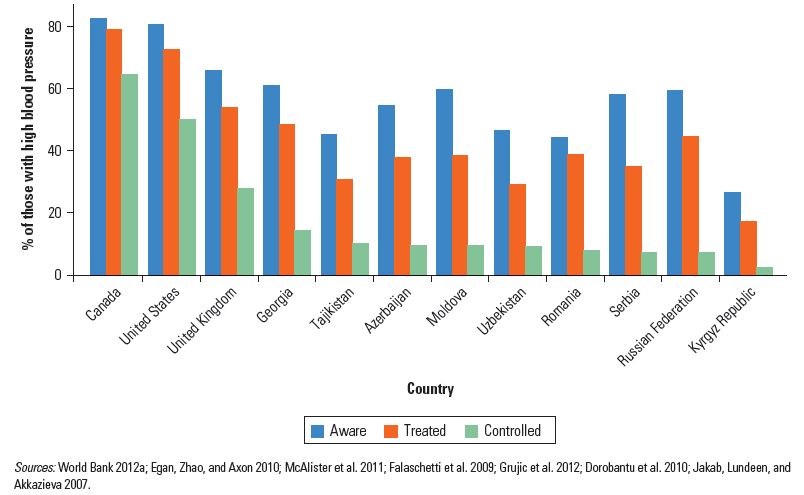 % of those with high blood pressure
80
60
40
20
0
Canada
United States
United Kingdom
Georgia
Tajikistan
Azerbaijan
Moldova
Uzbekistan
Romania
Serbia
Russian Federation
Kyrgyz Republic
Country
Aware Treated Controlled
Sources: World Bank 2012a; Egan, Zhao, and Axon 2010; McAlister et al. 2011; Falaschetti et al. 2009; Grujic et al. 2012; Dorobantu et al. 2010; Jakab, Lundeen, and
Akkazieva 2007.